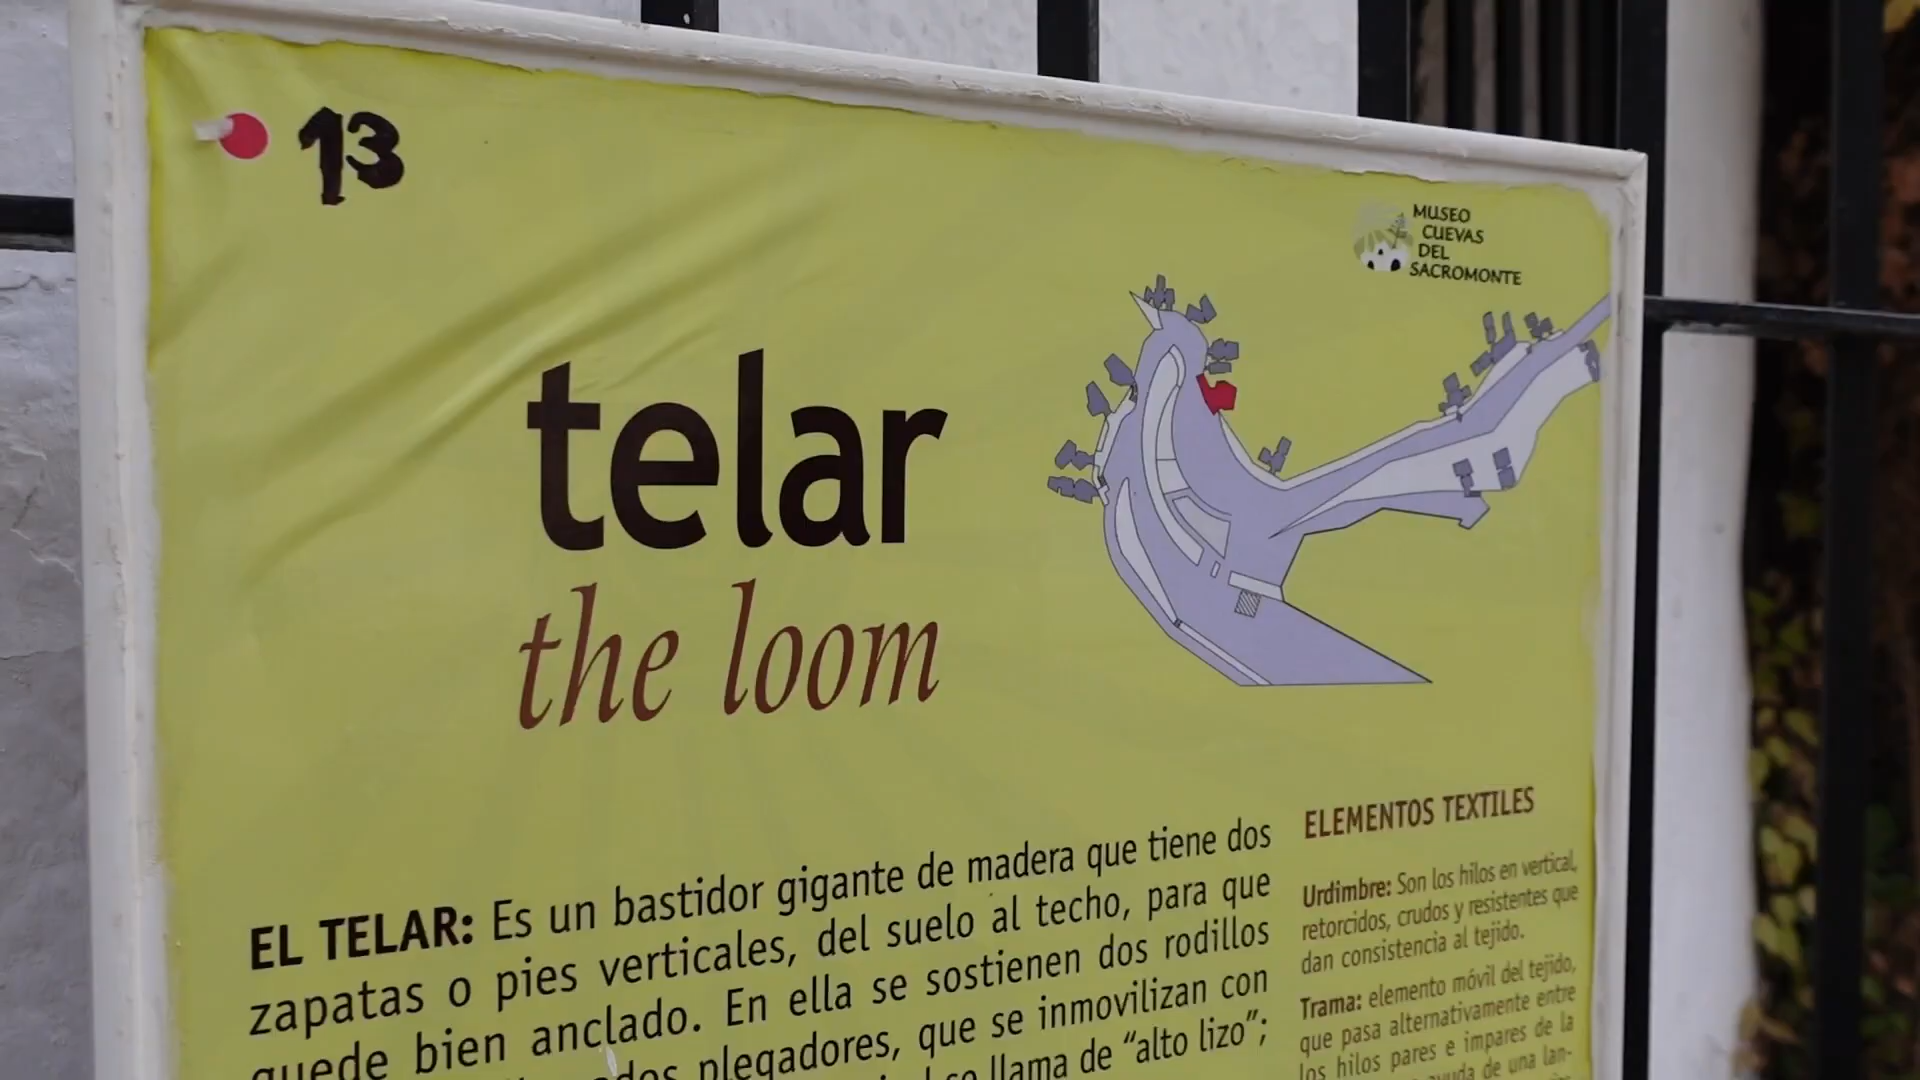 13
MUSEO
CUEVAS
DEL
SACROMONTE
telar
the loom
EL TELAR: Es un bastidor gigante de madera que tiene dos
zapatas o pies verticales, del suelo al techo, para que
quede bien anclado. En ella se sostienen dos rodillos
plegadores, que se inmovilizan con
se llama de “alto lizo”;
ELEMENTOS TEXTILES
Urdimbre: Son los hilos en vertical,
retorcidos, crudos y resistentes que
dan consistencia al tejido.
Trama: elemento móvil del tejido,
que pasa alternativamente entre
los hilos pares e impares de la
ayuda de una lan-